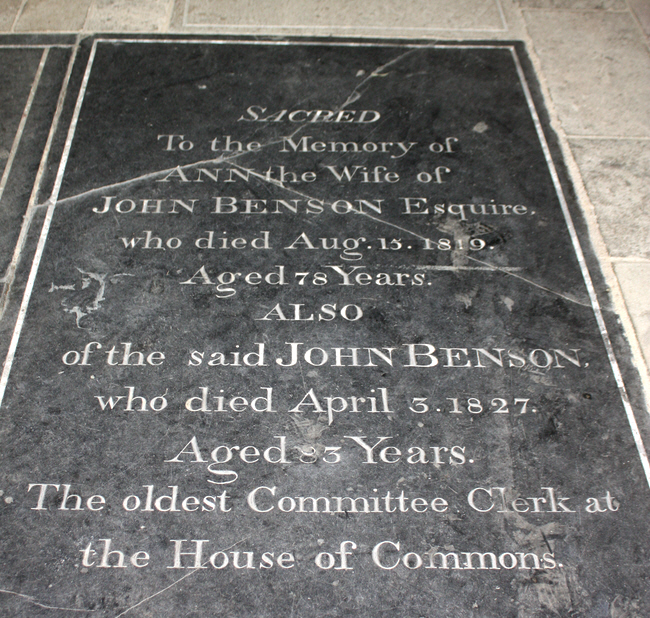 SACRED
To the Memory of
ANN the Wife of
JOHN BENSON Esquire.
who died Aug. 15. 1819.
Aged 78 Years.
ALSO
of the said JOHN BENSON,
who died April 3. 1827.
Aged 83 Years.
The oldest Committee Clerk at
the House of Commons.